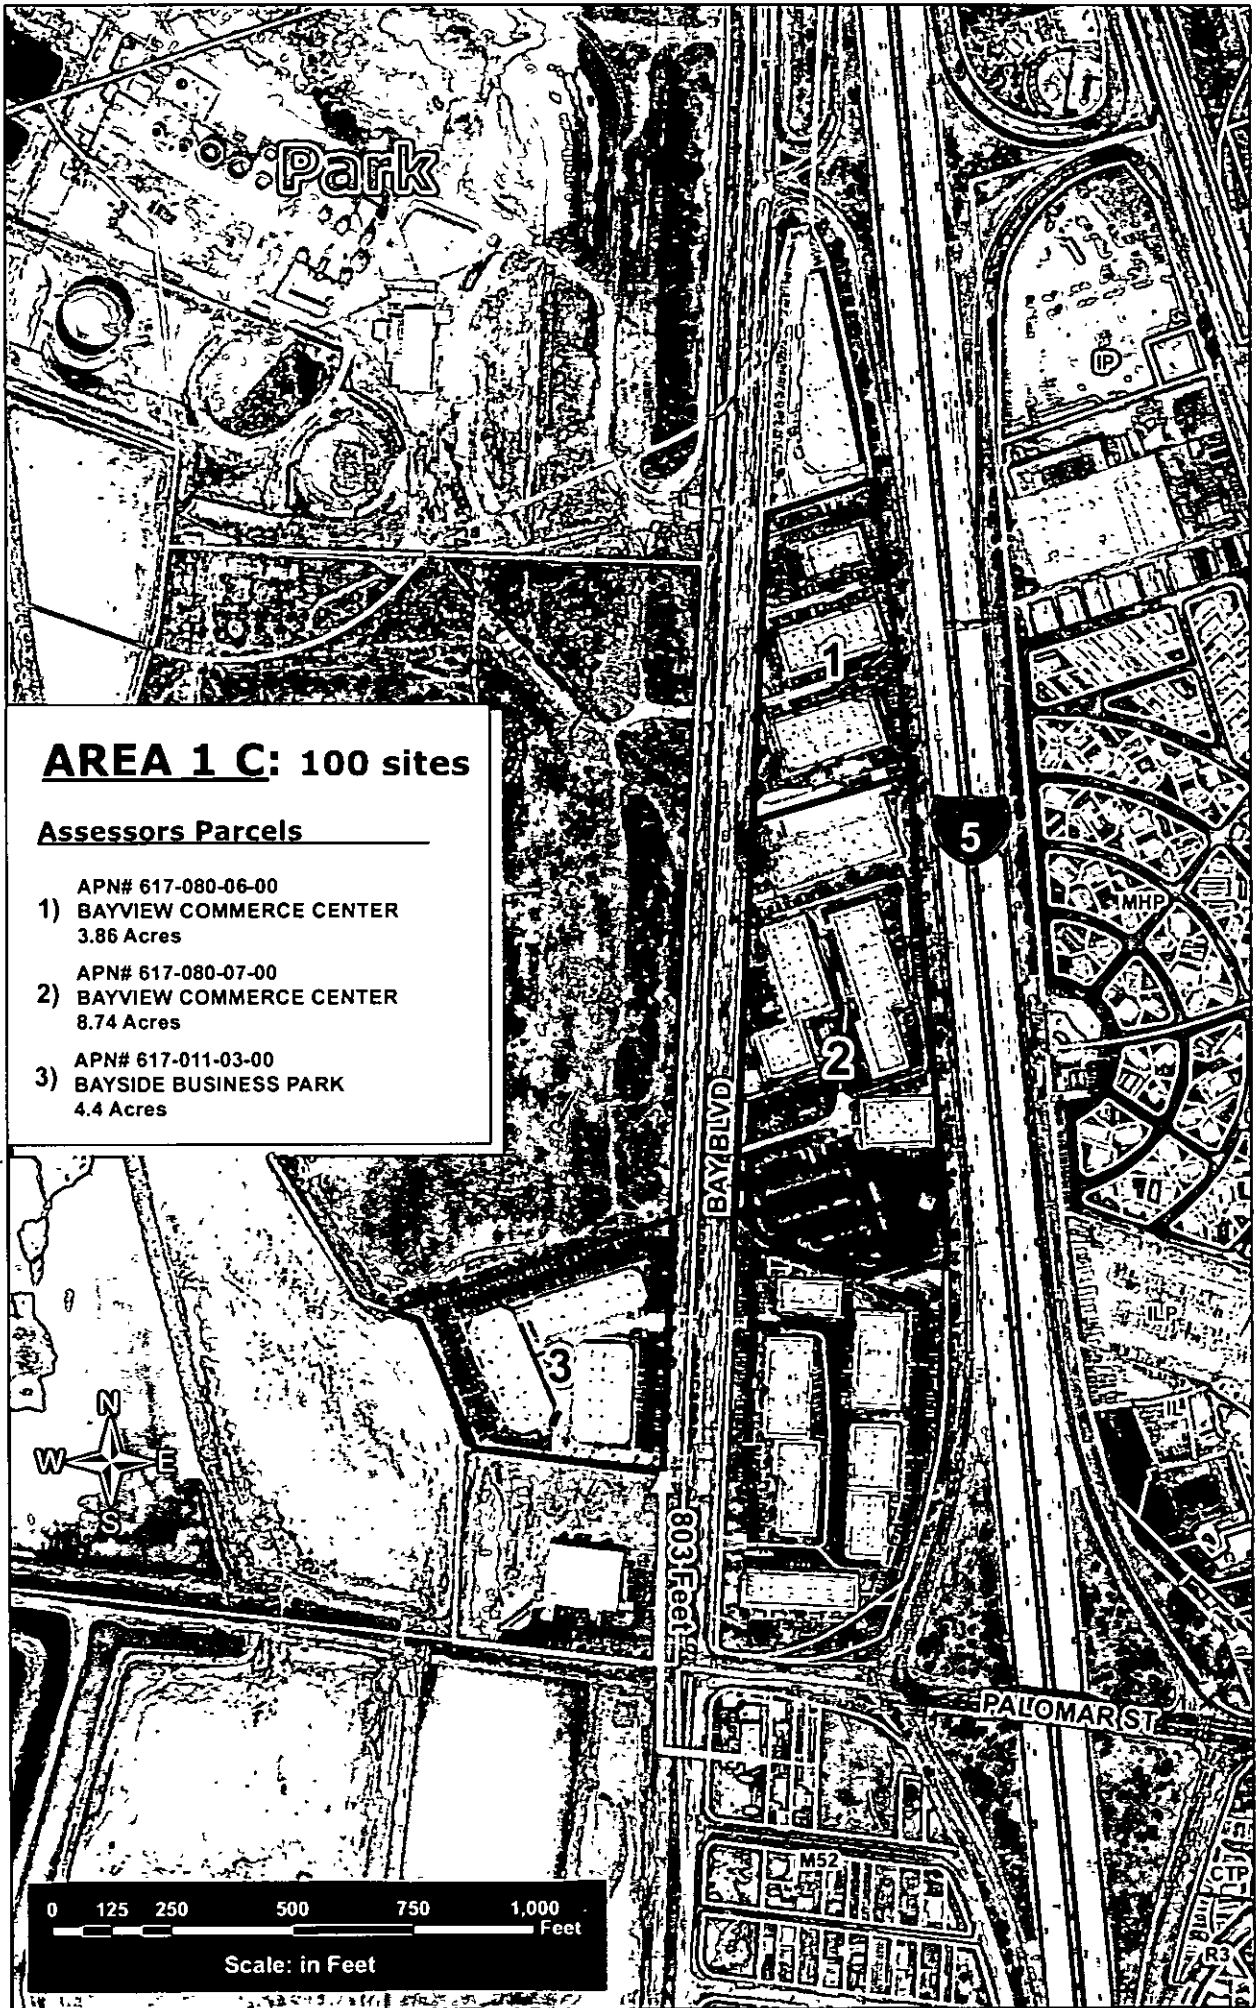 Park
IP
1
AREA 1 C: 100 sites
Assessors Parcels
APN# 617-080-06-00
1) BAYVIEW COMMERCE CENTER
3.86 Acres
APN# 617-080-07-00
2) BAYVIEW COMMERCE CENTER
8.74 Acres
APN# 617-011-03-00
3) BAYSIDE BUSINESS PARK
4.4 Acres
5
MHP
2
BAY BLVD
ILP
3
IL
N
W E
S
803 Feet
PALOMAR ST
M52
CTP
R3
0 125 250 500 750 1,000
Feet
Scale: in Feet